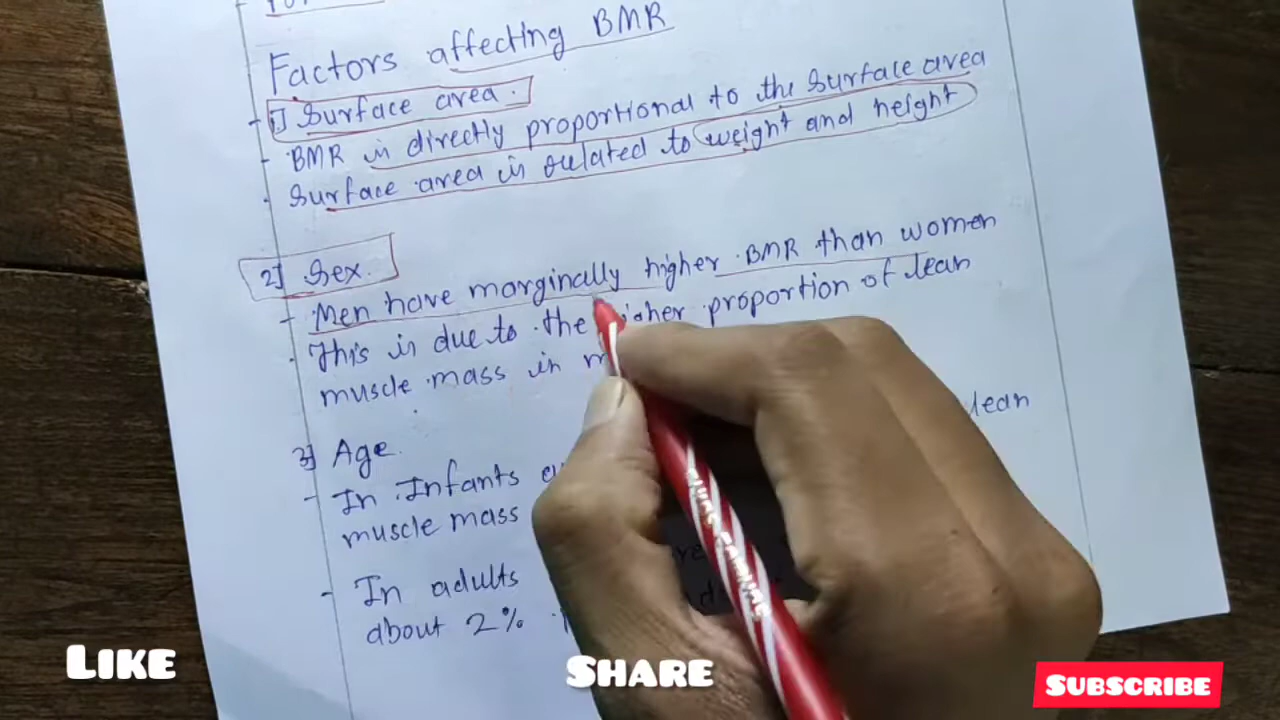 Factors affecting BMR
1] Surface area.
- BMR is directly proportional to the surface area
. Surface area is related to weight and height
2] Sex.
- Men have marginally higher BMR than women
. This is due to the higher proportion of lean
muscle mass in
3] Age.
- In Infants lean
muscle mass
- In adults
about 2%
LIKE
SHARE
SUBSCRIBE